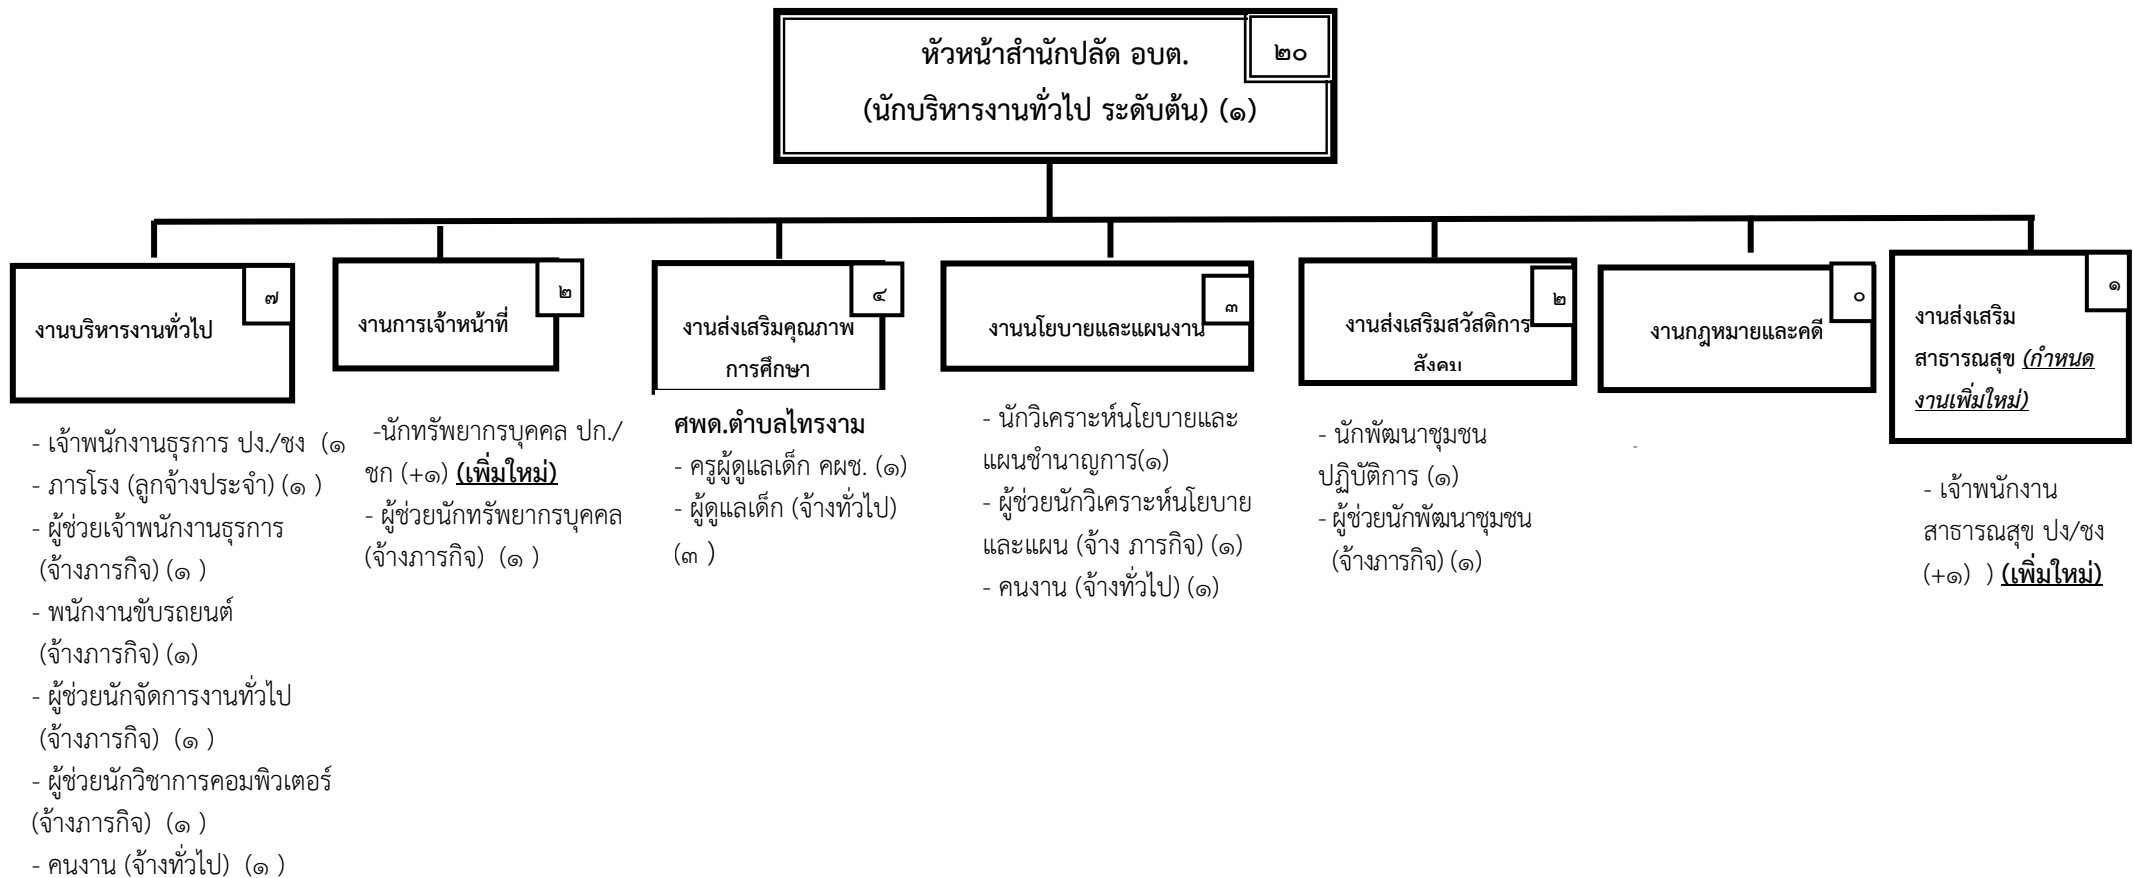 หัวหน้าสำนักปลัด อบต.
๒๐
(นักบริหารงานทั่วไป ระดับต้น) (๑)
งานบริหารงานทั่วไป
๗
- เจ้าพนักงานธุรการ ปง./ชง (๑
- ภารโรง (ลูกจ้างประจำ) (๑ )
- ผู้ช่วยเจ้าพนักงานธุรการ
(จ้างภารกิจ) (๑ )
- พนักงานขับรถยนต์
(จ้างภารกิจ) (๑)
- ผู้ช่วยนักจัดการงานทั่วไป
(จ้างภารกิจ) (๑ )
- ผู้ช่วยนักวิชาการคอมพิวเตอร์
(จ้างภารกิจ) (๑ )
- คนงาน (จ้างทั่วไป) (๑ )
งานการเจ้าหน้าที่
๒
-นักทรัพยากรบุคคล ปก./
ชก (+๑) (เพิ่มใหม่)
- ผู้ช่วยนักทรัพยากรบุคคล
(จ้างภารกิจ) (๑ )
๔
งานส่งเสริมคุณภาพ
การศึกษา
ศพด.ตำบลไทรงาม
- ครูผู้ดูแลเด็ก คผช. (๑)
- ผู้ดูแลเด็ก (จ้างทั่วไป)
(๓ )
๓
งานนโยบายและแผนงาน
- นักวิเคราะห์นโยบายและ
แผนชำนาญการ(๑)
- ผู้ช่วยนักวิเคราะห์นโยบาย
และแผน (จ้าง ภารกิจ) (๑)
- คนงาน (จ้างทั่วไป) (๑)
๒
งานส่งเสริมสวัสดิการ
สังคม
- นักพัฒนาชุมชน
ปฏิบัติการ (๑)
- ผู้ช่วยนักพัฒนาชุมชน
(จ้างภารกิจ) (๑)
๐
งานกฎหมายและคดี
-
๑
งานส่งเสริม
สาธารณสุข (กำหนด
งานเพิ่มใหม่)
- เจ้าพนักงาน
สาธารณสุข ปง/ชง
(+๑) ) (เพิ่มใหม่)